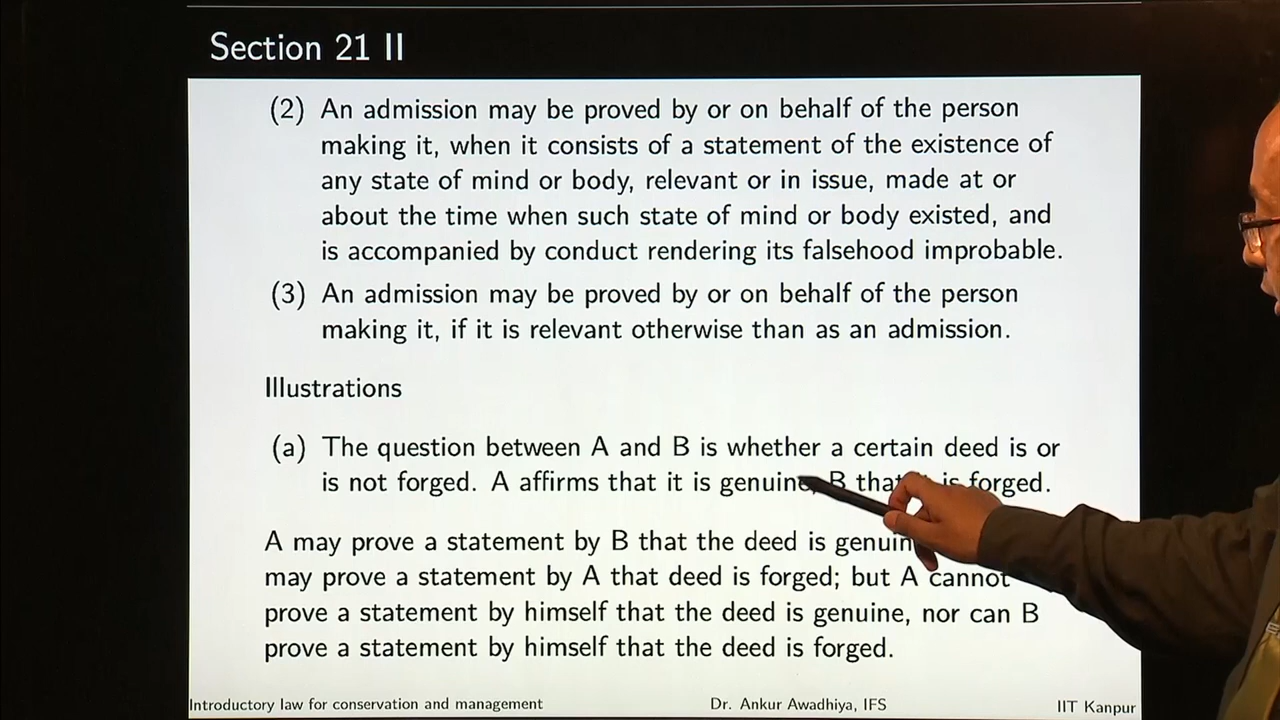 Section 21 II
(2) An admission may be proved by or on behalf of the person
making it, when it consists of a statement of the existence of
any state of mind or body, relevant or in issue, made at or
about the time when such state of mind or body existed, and
is accompanied by conduct rendering its falsehood improbable.
(3) An admission may be proved by or on behalf of the person
making it, if it is relevant otherwise than as an admission.
Illustrations
(a) The question between A and B is whether a certain deed is or
is not forged. A affirms that it is genuine, B that is forged.
A may prove a statement by B that the deed is
may prove a statement by A that deed is forged; but A cannot
prove a statement by himself that the deed is genuine, nor can B
prove a statement by himself that the deed is forged.
Introductory law for conservation and management Dr. Ankur Awadhiya, IFS IIT Kanpur